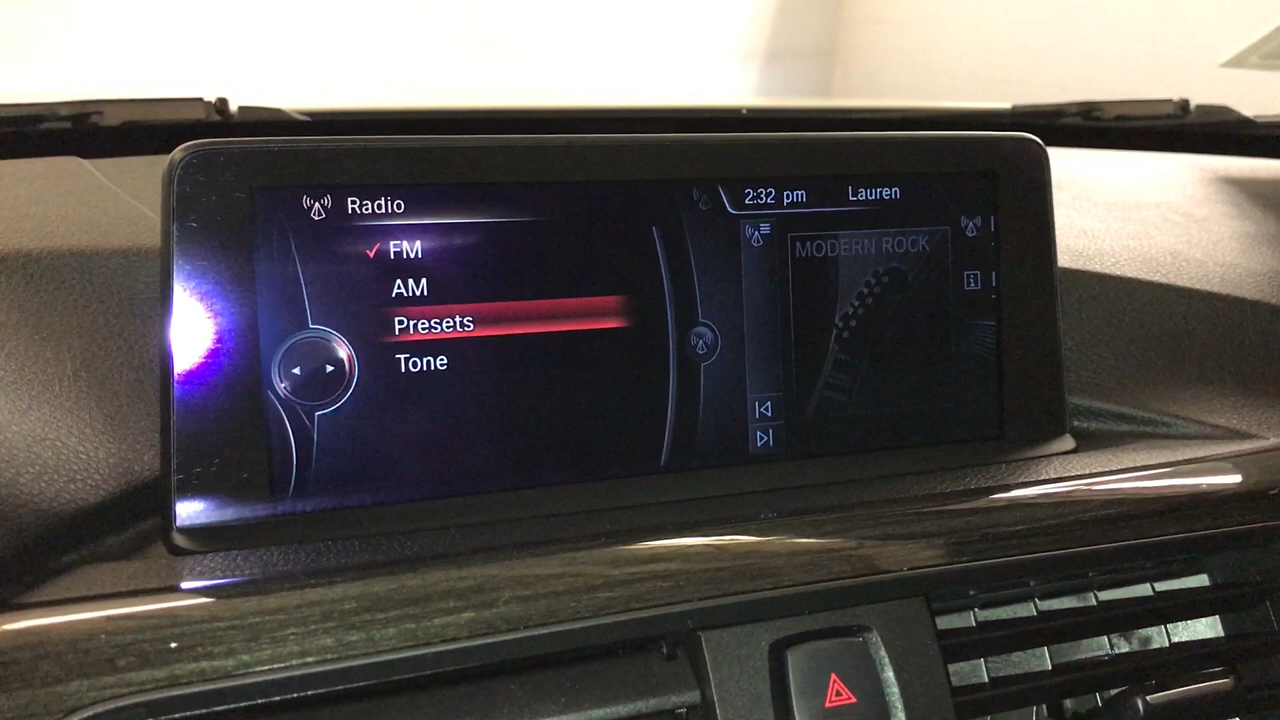 Radio
2:32 pm
Lauren
FM
AM
Presets
Tone
MODERN ROCK